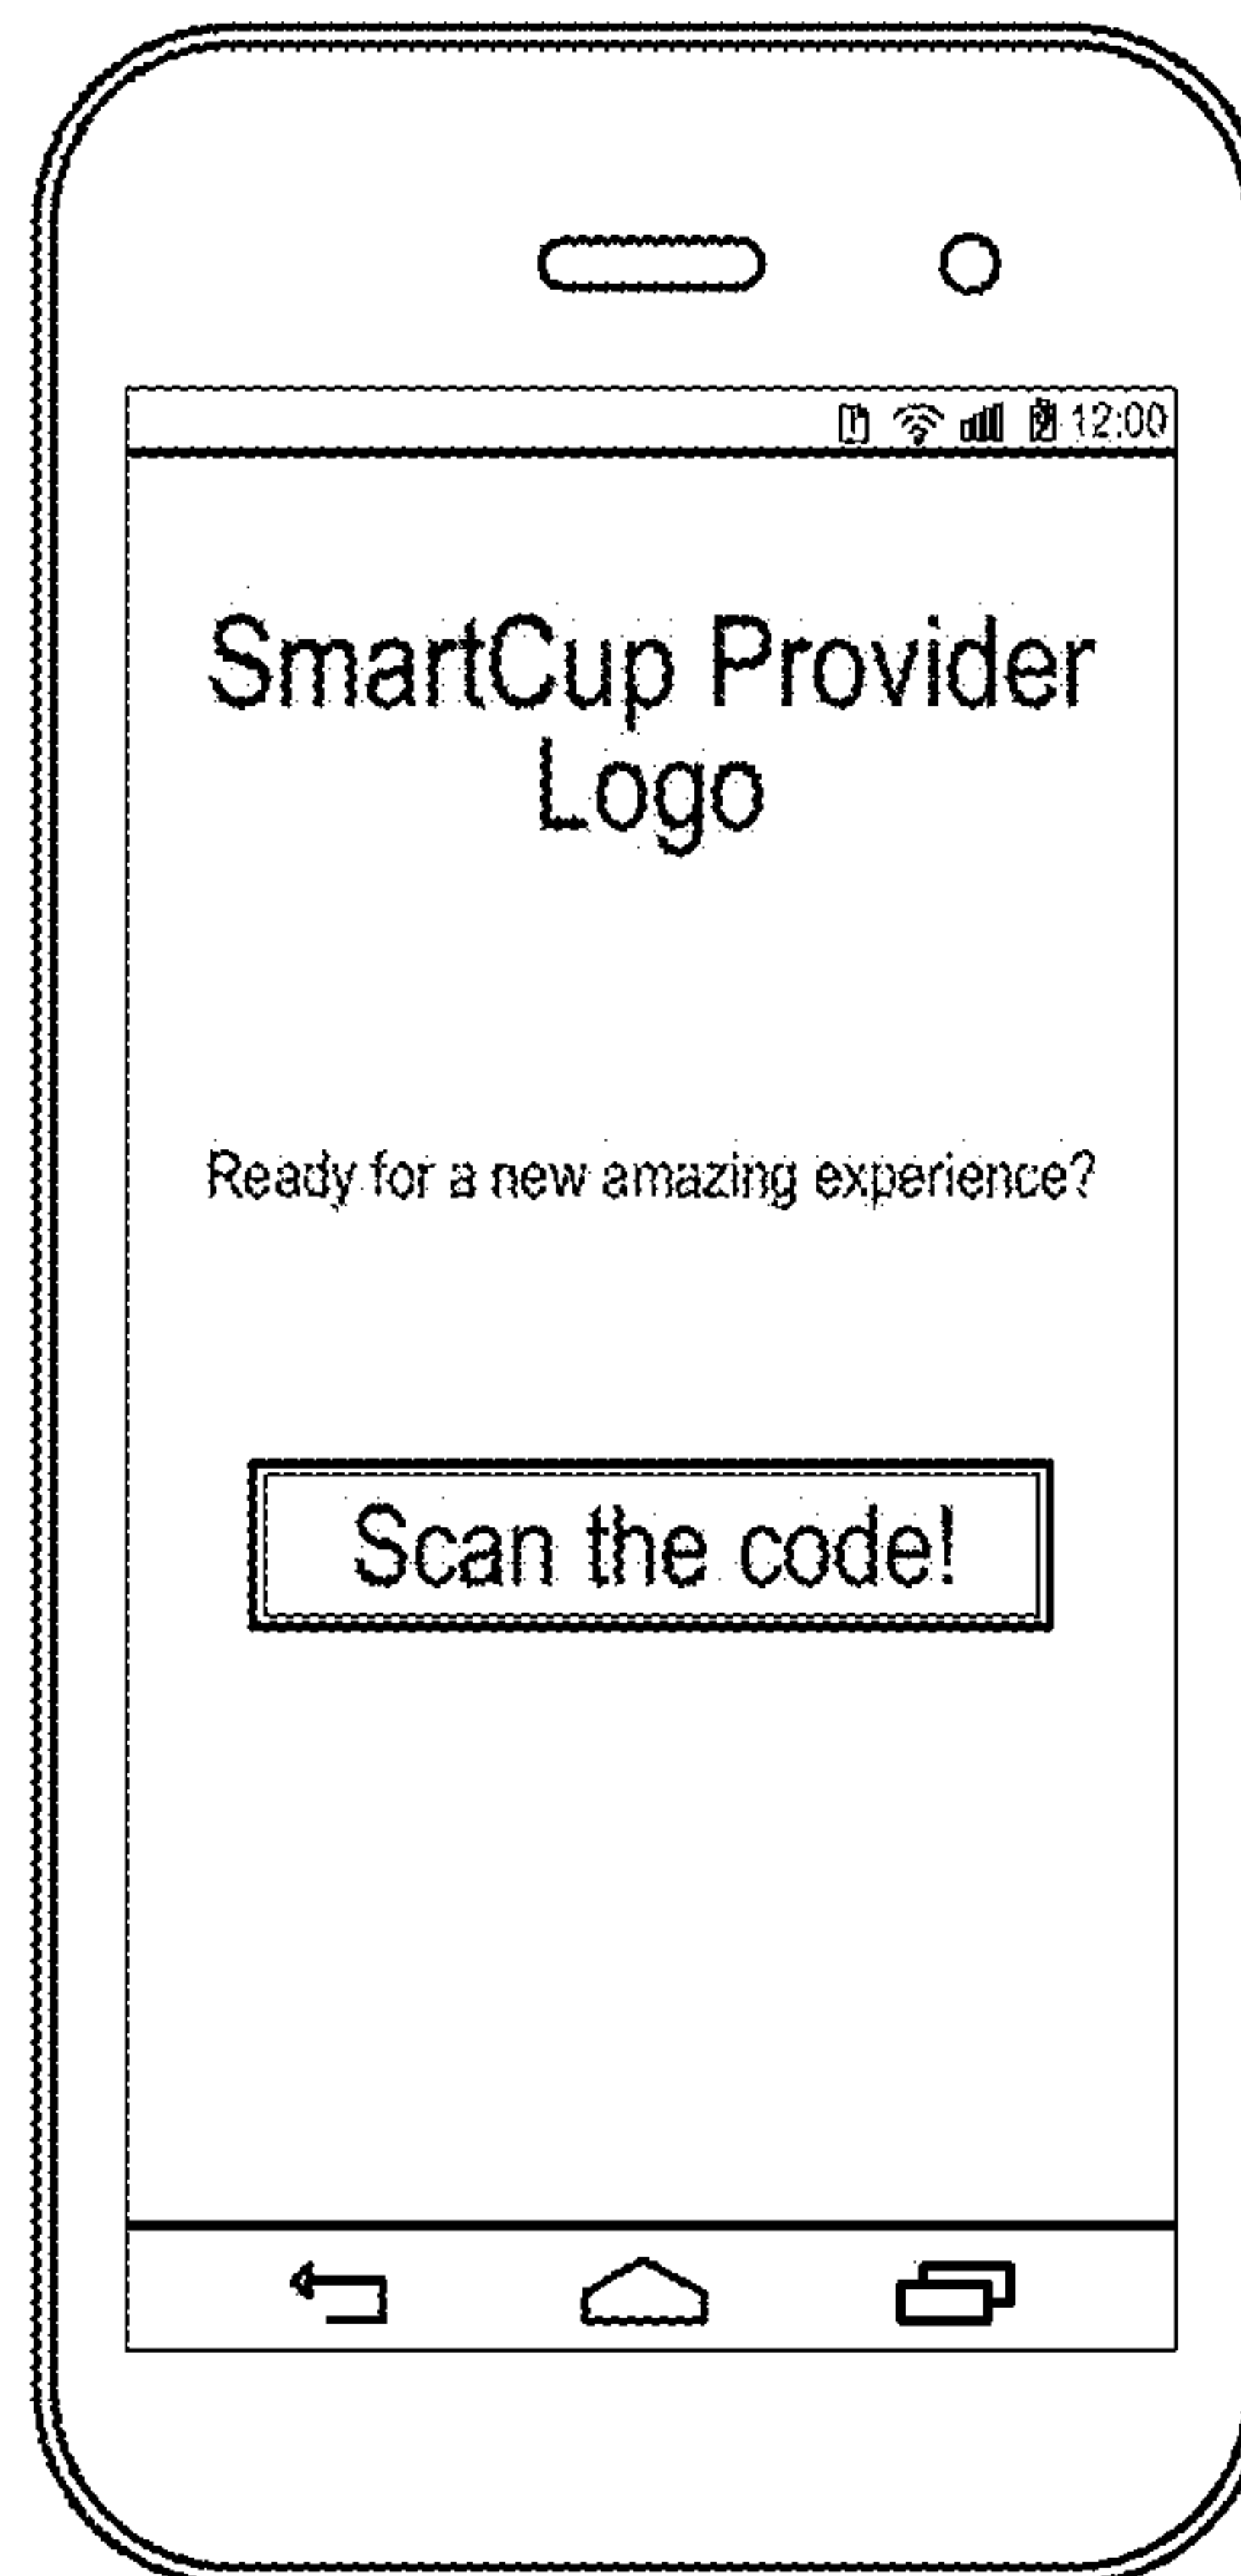 12:00
SmartCup Provider
Logo
Ready for a new amazing experience?
Scan the code!